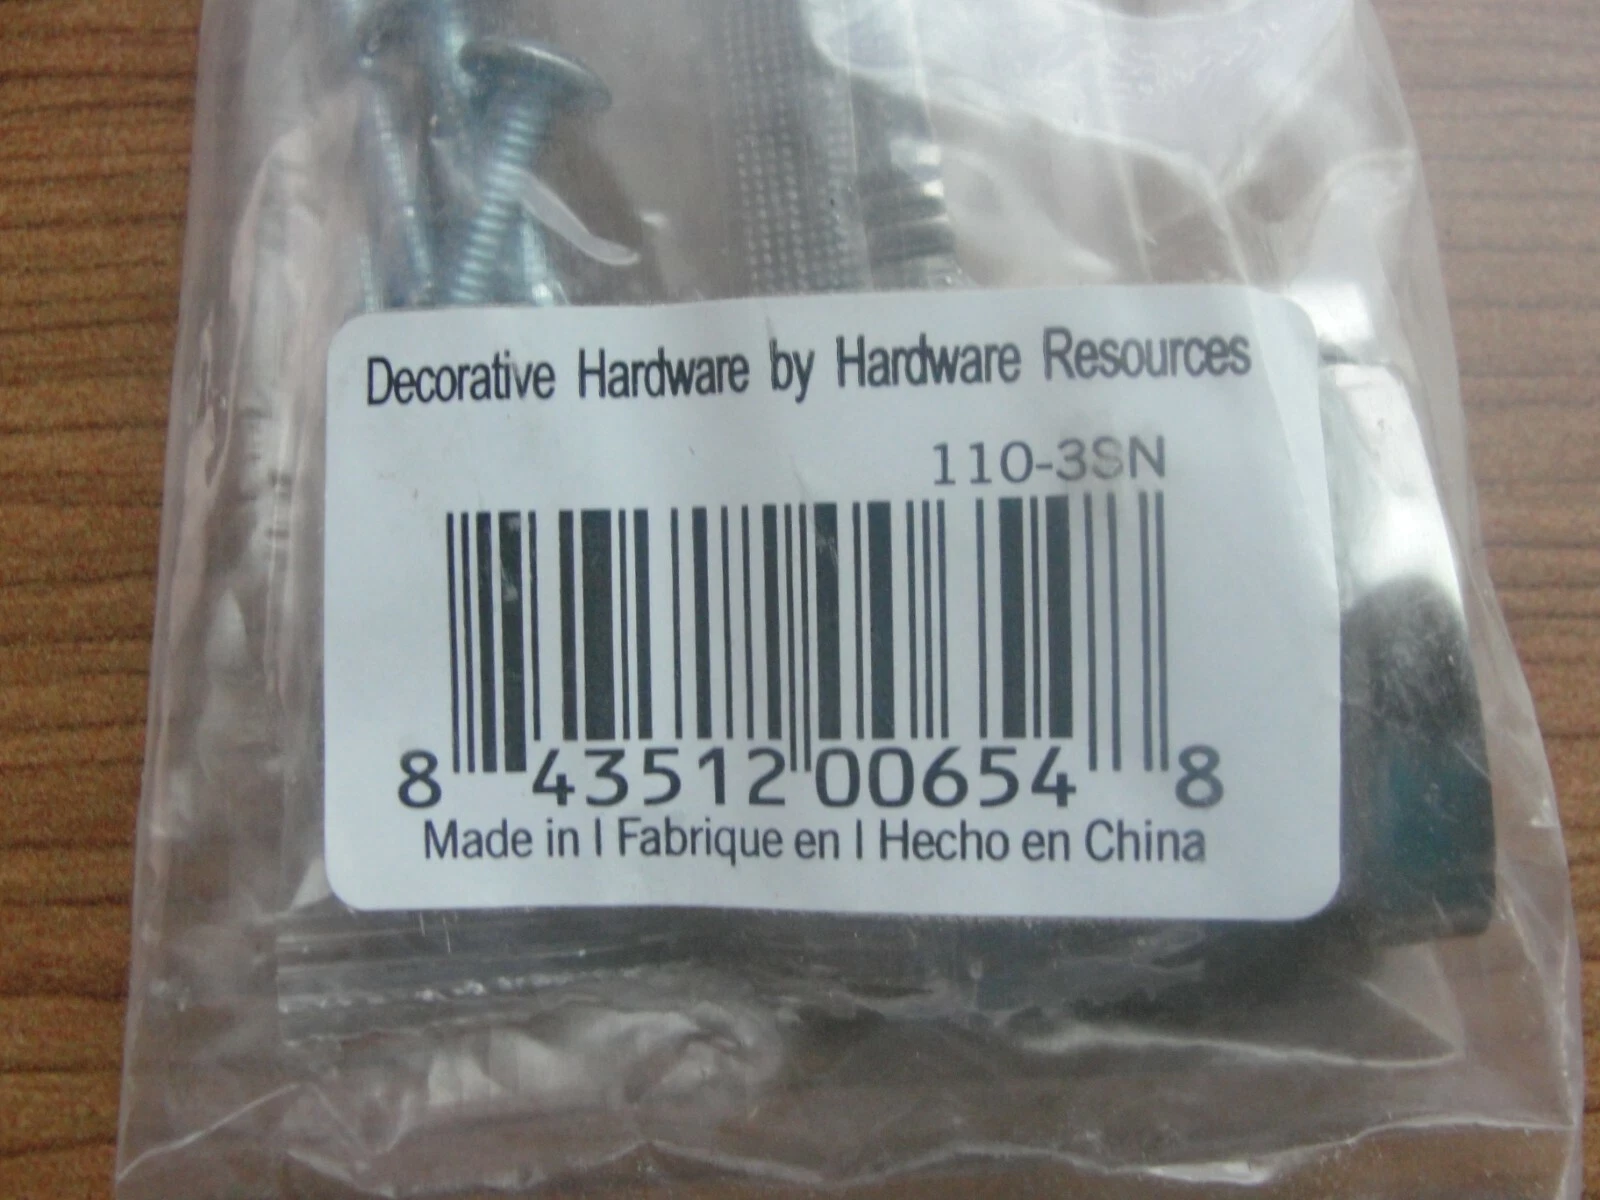 Decorative Hardware by Hardware Resources
110-3SN
8 43512 00654 8
Made in | Fabrique en | Hecho en China